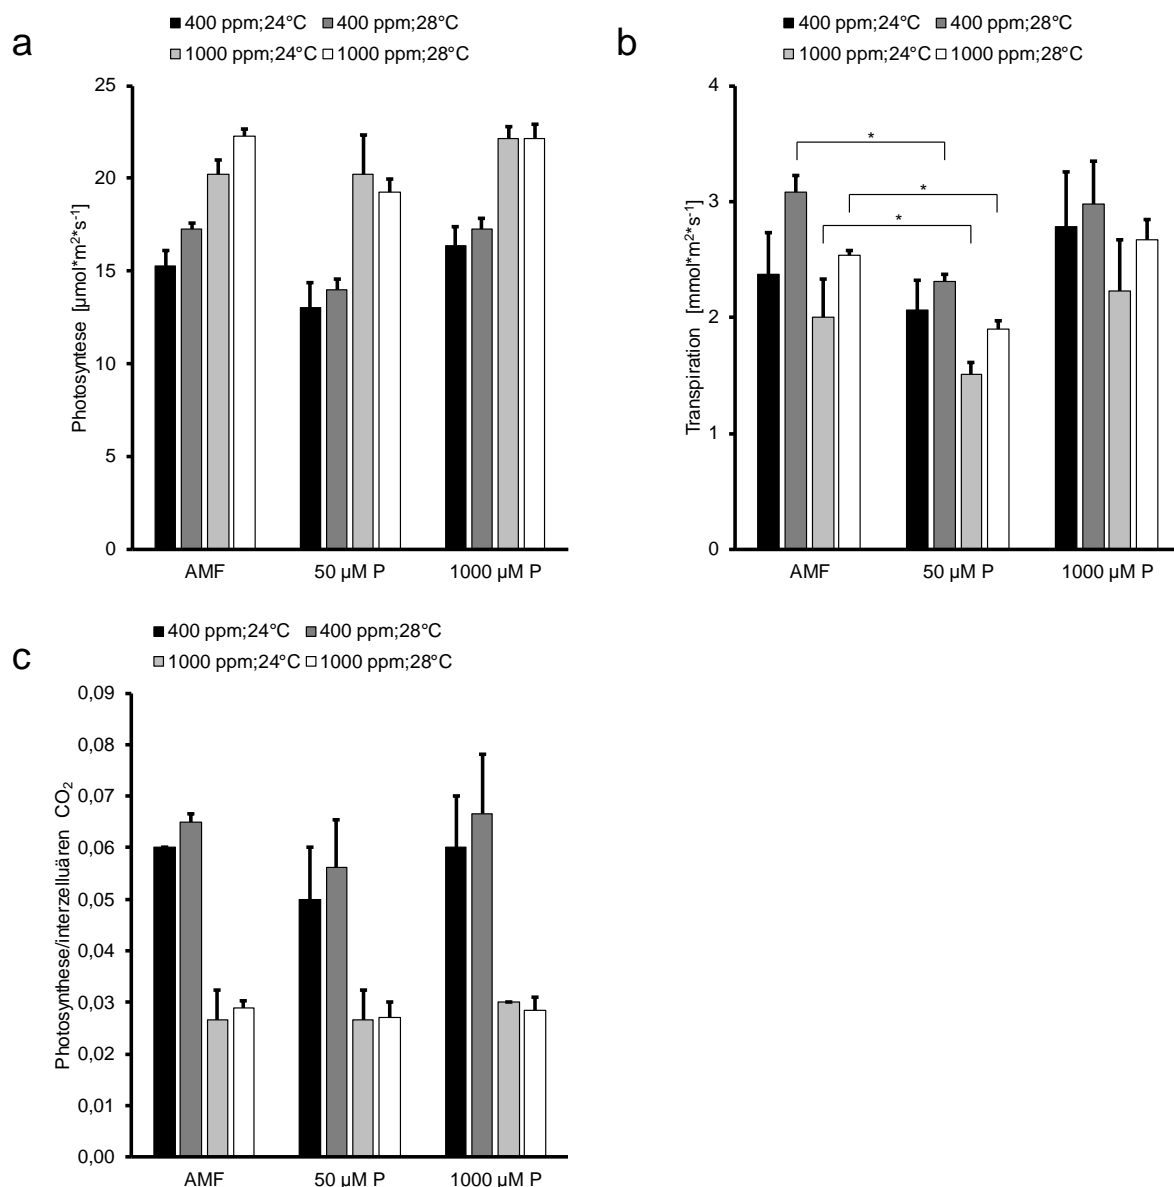 a
400 ppm;24°C 400 ppm;28°C
1000 ppm;24°C 1000 ppm;28°C
Photosyntese [µmol*m²*s⁻¹]
25
20
15
10
5
0
AMF 50 µM P 1000 µM P
b
400 ppm;24°C 400 ppm;28°C
1000 ppm;24°C 1000 ppm;28°C
Transpiration [mmol*m²*s⁻¹]
4
3
2
1
0
*
*
*
AMF 50 µM P 1000 µM P
c
400 ppm;24°C 400 ppm;28°C
1000 ppm;24°C 1000 ppm;28°C
Photosynthese/interzelluären CO₂
0,09
0,08
0,07
0,06
0,05
0,04
0,03
0,02
0,01
0,00
AMF 50 µM P 1000 µM P